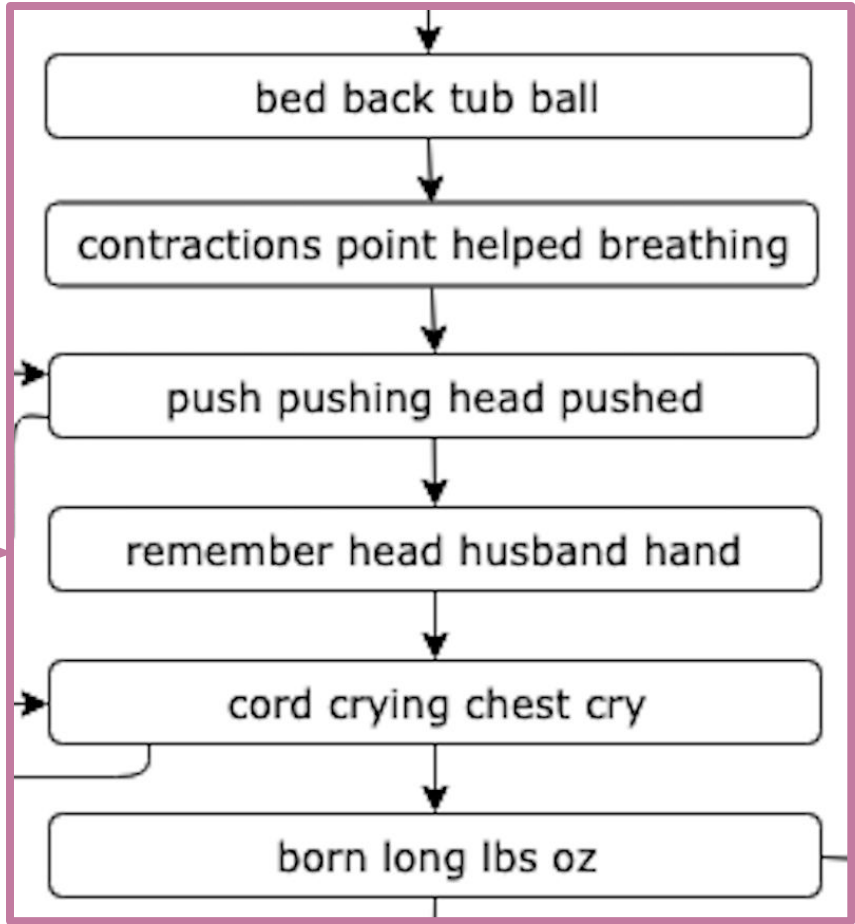 bed back tub ball
contractions point helped breathing
push pushing head pushed
remember head husband hand
cord crying chest cry
born long lbs oz